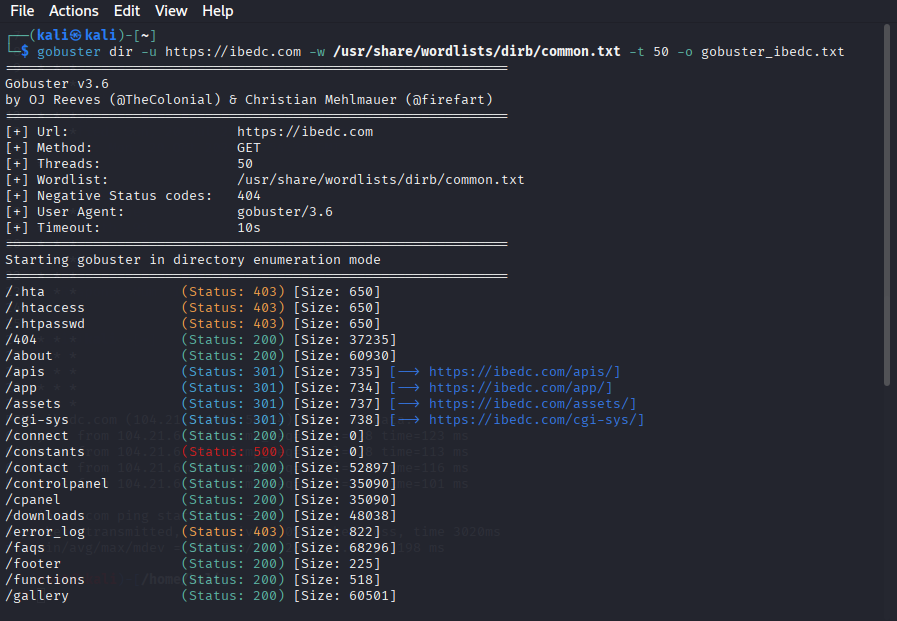 File Actions Edit View Help
┌──(kali㉿kali)-[~]
└─$ gobuster dir -u https://ibedc.com -w /usr/share/wordlists/dirb/common.txt -t 50 -o gobuster_ibedc.txt
===============================================================
Gobuster v3.6
by OJ Reeves (@TheColonial) & Christian Mehlmauer (@firefart)
===============================================================
[+] Url: https://ibedc.com
[+] Method: GET
[+] Threads: 50
[+] Wordlist: /usr/share/wordlists/dirb/common.txt
[+] Negative Status codes: 404
[+] User Agent: gobuster/3.6
[+] Timeout: 10s
===============================================================
Starting gobuster in directory enumeration mode
===============================================================
/.hta (Status: 403) [Size: 650]
/.htaccess (Status: 403) [Size: 650]
/.htpasswd (Status: 403) [Size: 650]
/404 (Status: 200) [Size: 37235]
/about (Status: 200) [Size: 60930]
/apis (Status: 301) [Size: 735] [--> https://ibedc.com/apis/]
/app (Status: 301) [Size: 734] [--> https://ibedc.com/app/]
/assets (Status: 301) [Size: 737] [--> https://ibedc.com/assets/]
/cgi-sys (Status: 301) [Size: 738] [--> https://ibedc.com/cgi-sys/]
/connect (Status: 200) [Size: 0]
/constants (Status: 500) [Size: 0]
/contact (Status: 200) [Size: 52897]
/controlpanel (Status: 200) [Size: 35090]
/cpanel (Status: 200) [Size: 35090]
/downloads (Status: 200) [Size: 48038]
/error_log (Status: 403) [Size: 822]
/faqs (Status: 200) [Size: 68296]
/footer (Status: 200) [Size: 225]
/functions (Status: 200) [Size: 518]
/gallery (Status: 200) [Size: 60501]